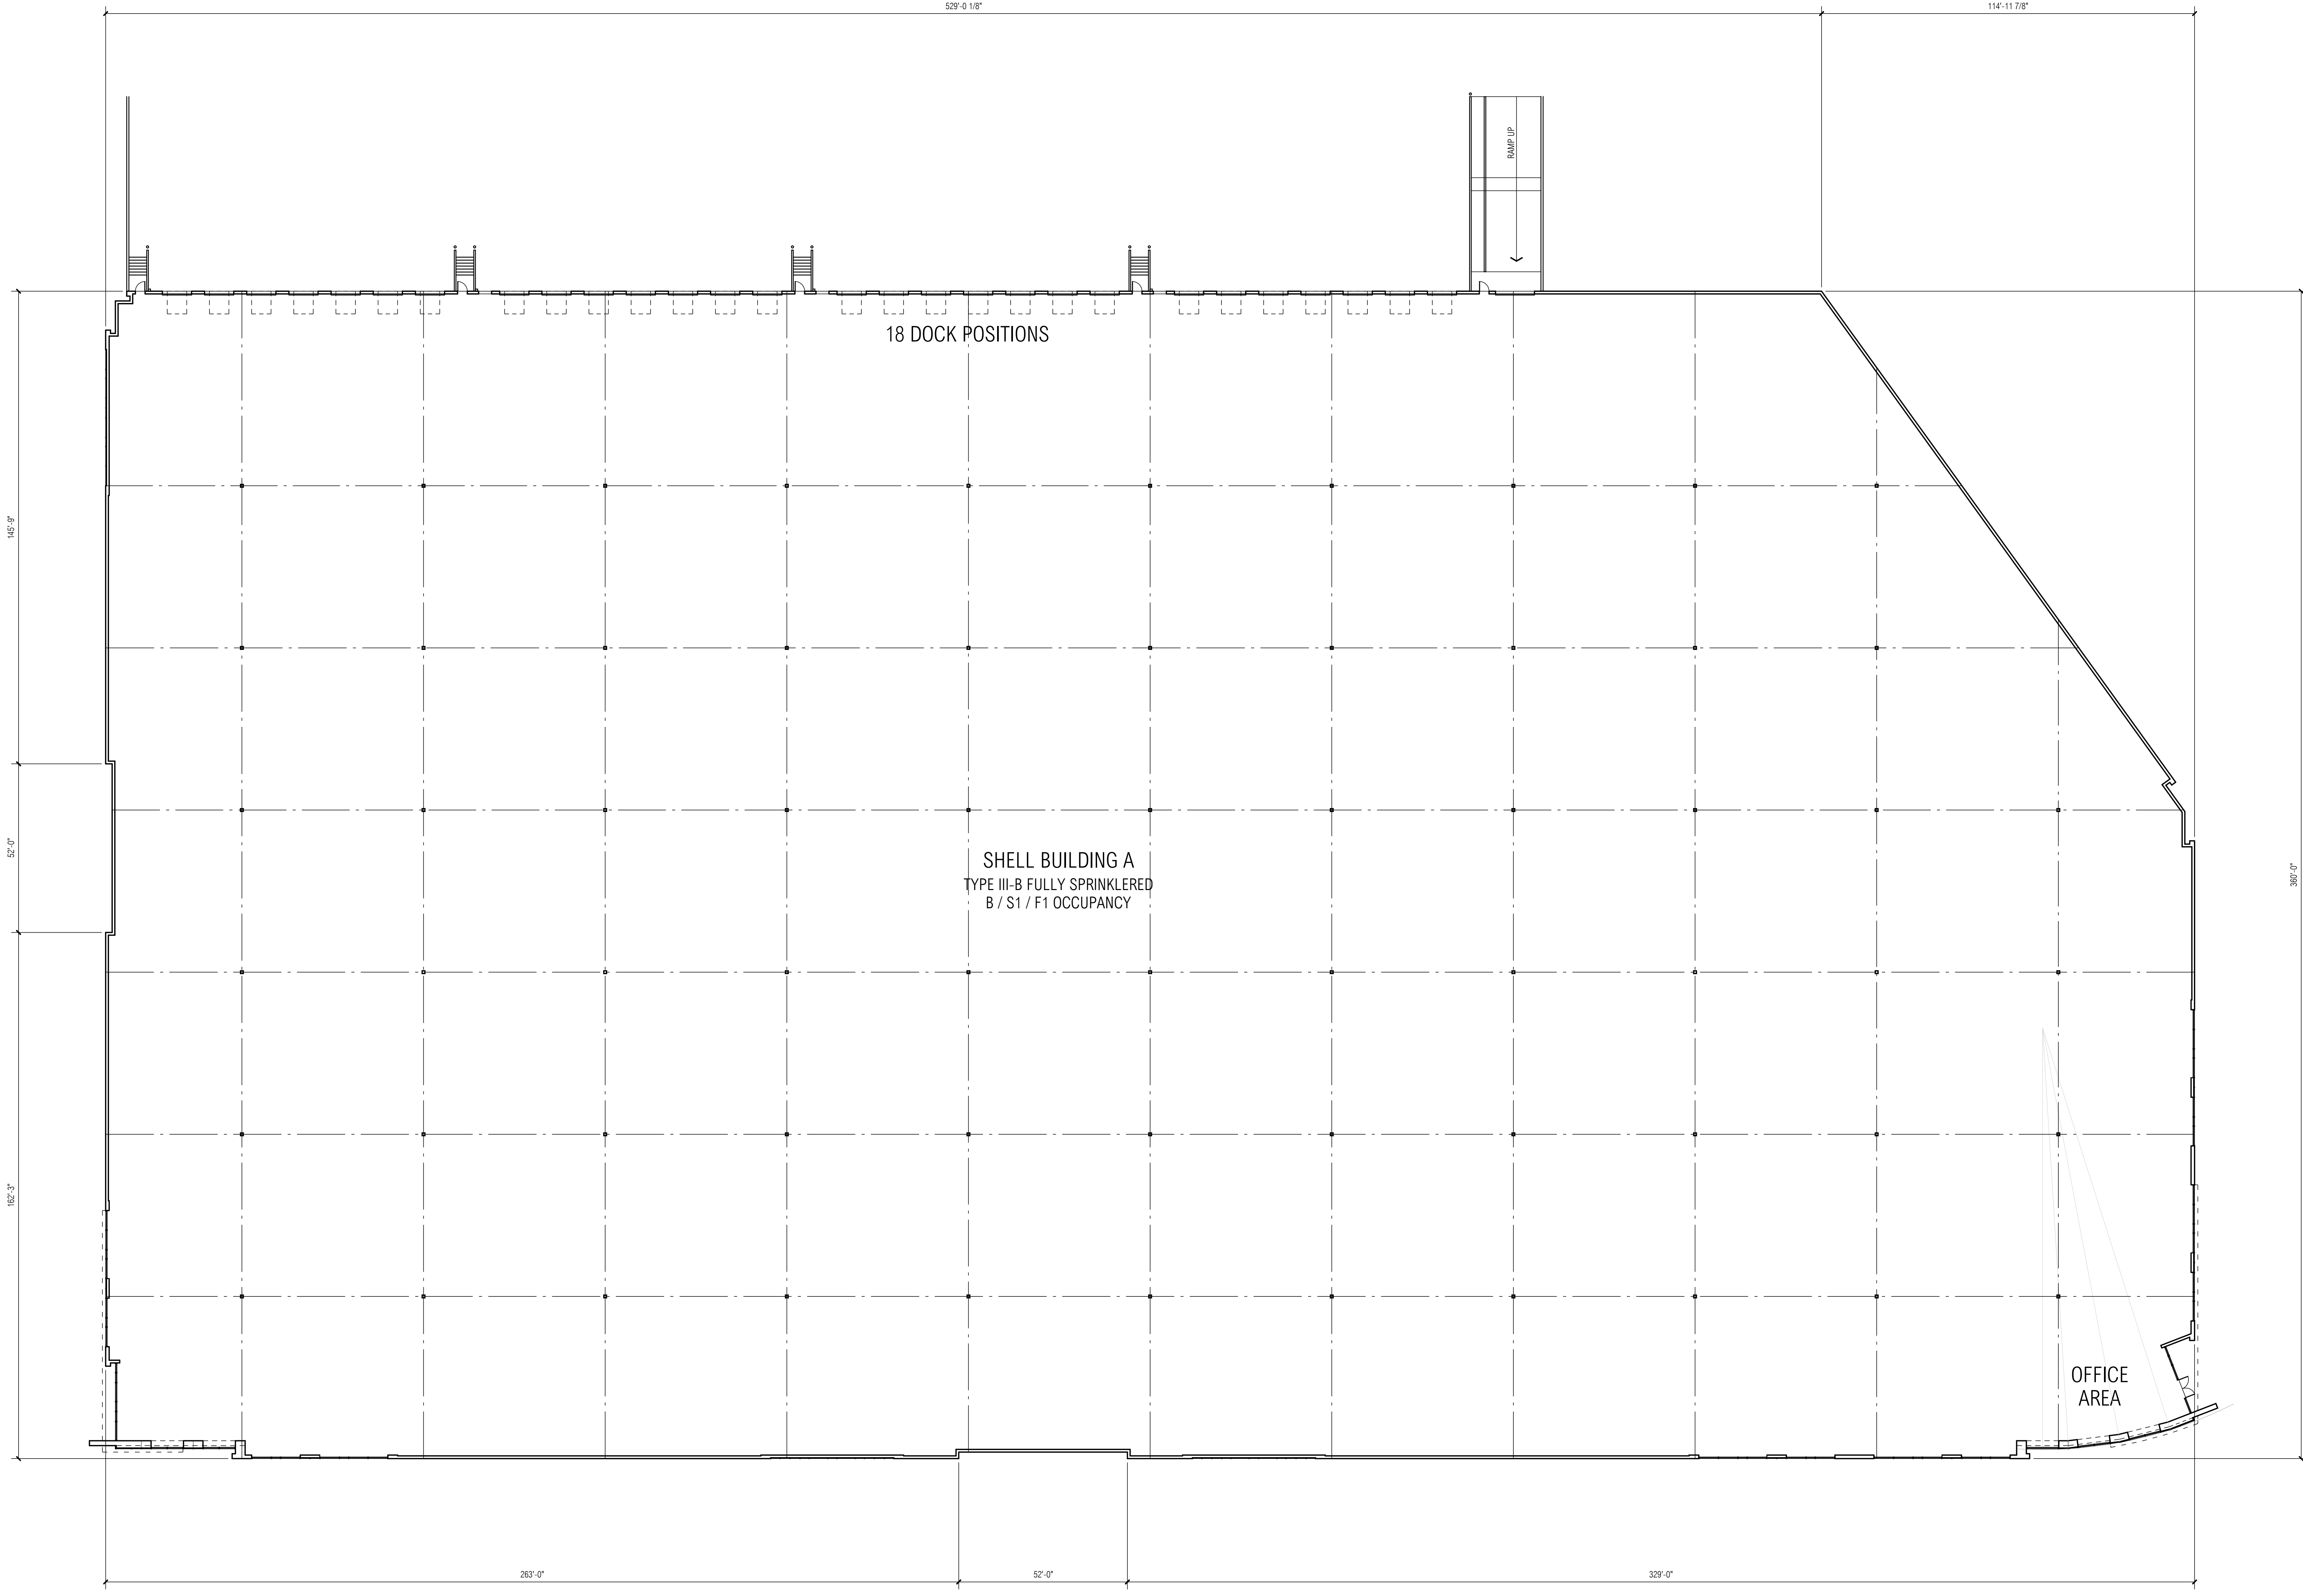 529'-0 1/8"
114'-11 7/8"
RAMP UP
18 DOCK POSITIONS
145'-9"
52'-0"
SHELL BUILDING A
TYPE III-B FULLY SPRINKLERED
B / S1 / F1 OCCUPANCY
360'-0"
162'-3"
OFFICE
AREA
263'-0"
52'-0"
329'-0"